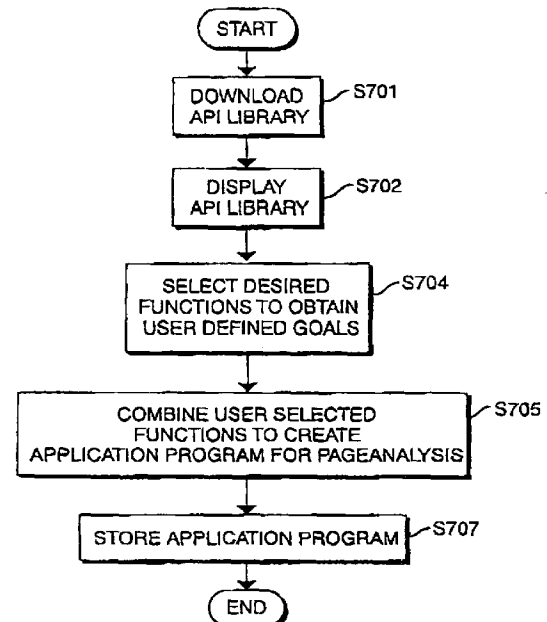 START
DOWNLOAD
API LIBRARY
S701
DISPLAY
API LIBRARY
S702
SELECT DESIRED
FUNCTIONS TO OBTAIN
USER DEFINED GOALS
S704
COMBINE USER SELECTED
FUNCTIONS TO CREATE
APPLICATION PROGRAM FOR PAGEANALYSIS
S705
STORE APPLICATION PROGRAM
S707
END